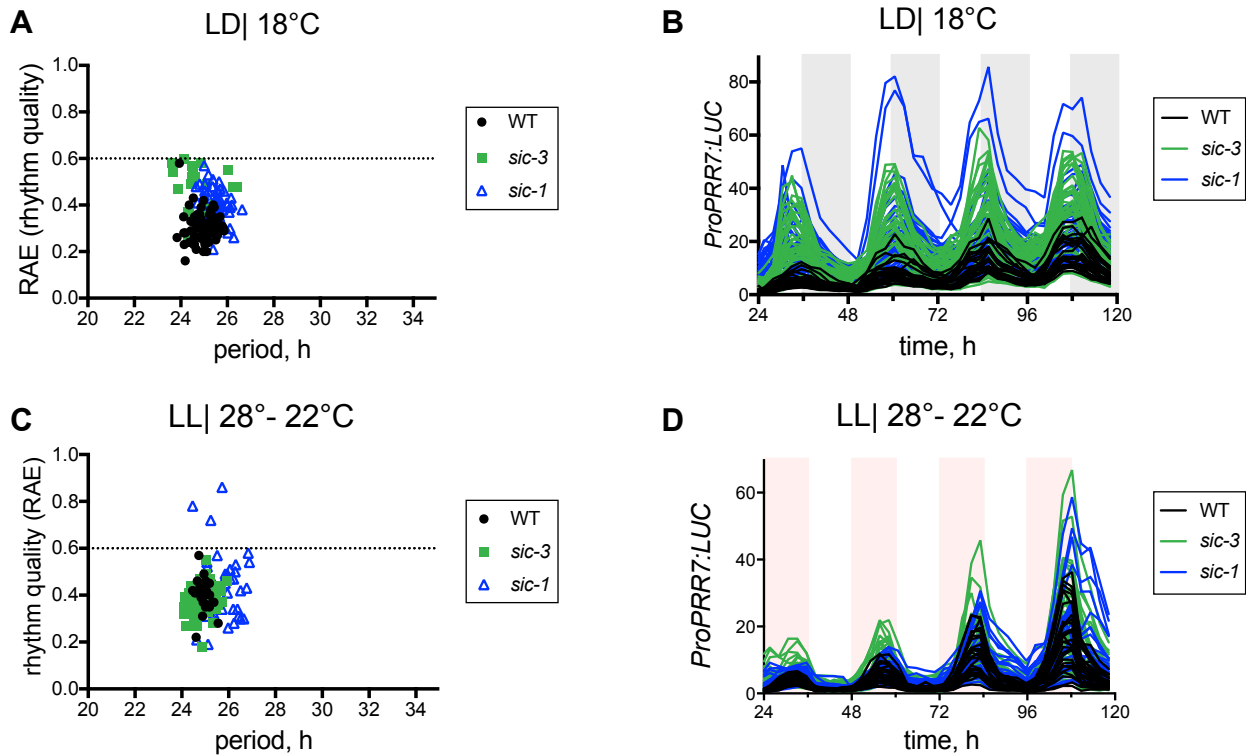 A
LD| 18°C
RAE (rhythm quality)
1.0
0.8
0.6
0.4
0.2
0.0
20 22 24 26 28 30 32 34
period, h
WT
sic-3
sic-1
B
LD| 18°C
ProPRR7:LUC
80
60
40
20
0
24 48 72 96 120
time, h
WT
sic-3
sic-1
C
LL| 28°- 22°C
rhythm quality (RAE)
1.0
0.8
0.6
0.4
0.2
0.0
20 22 24 26 28 30 32 34
period, h
WT
sic-3
sic-1
D
LL| 28°- 22°C
ProPRR7:LUC
60
40
20
0
24 48 72 96 120
time, h
WT
sic-3
sic-1